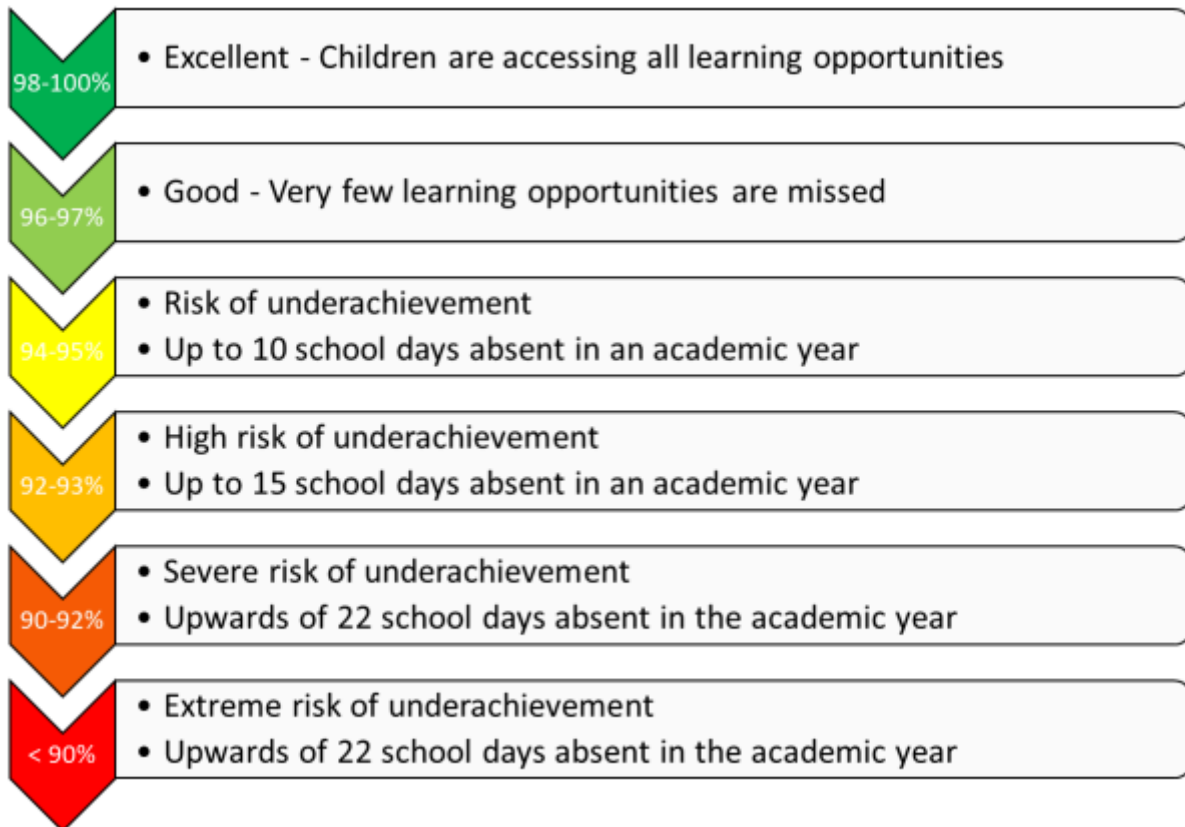 98-100%
• Excellent - Children are accessing all learning opportunities
96-97%
• Good - Very few learning opportunities are missed
94-95%
• Risk of underachievement
• Up to 10 school days absent in an academic year
92-93%
• High risk of underachievement
• Up to 15 school days absent in an academic year
90-92%
• Severe risk of underachievement
• Upwards of 22 school days absent in the academic year
< 90%
• Extreme risk of underachievement
• Upwards of 22 school days absent in the academic year